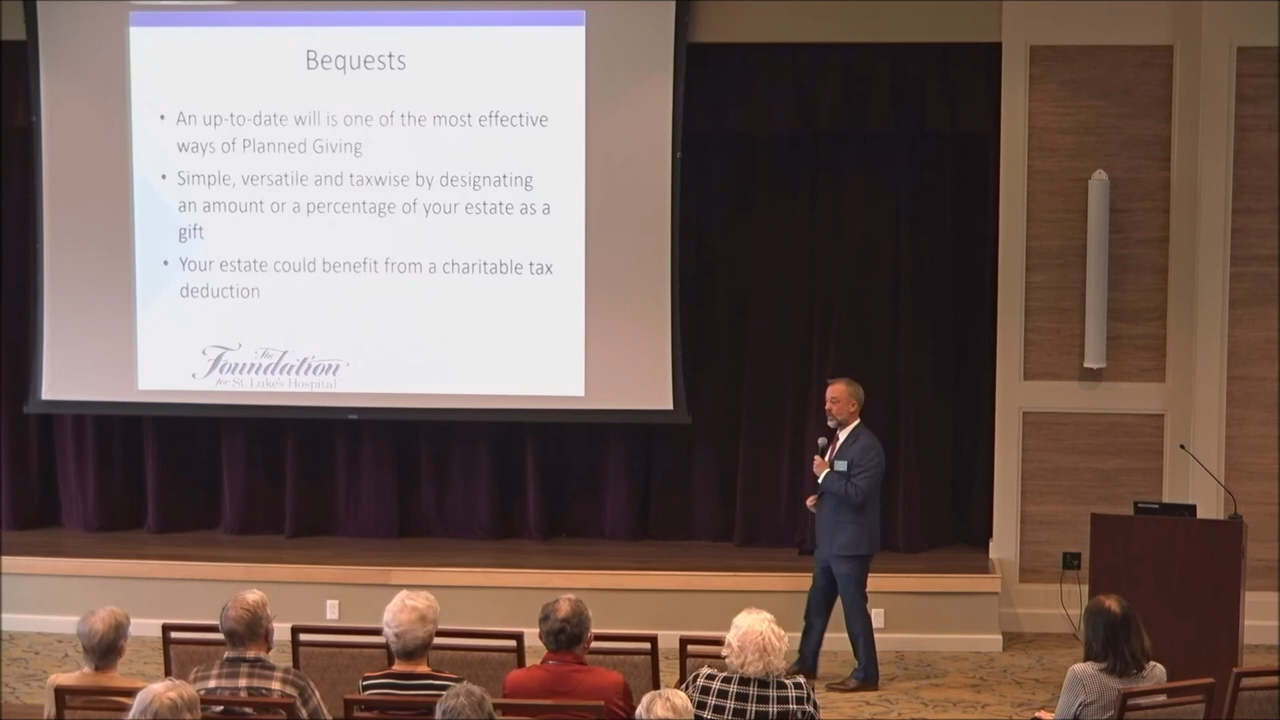 Bequests
• An up-to-date will is one of the most effective
ways of Planned Giving
• Simple, versatile and taxwise by designating
an amount or a percentage of your estate as a
gift
• Your estate could benefit from a charitable tax
deduction
The
Foundation
for St. Luke's Hospital